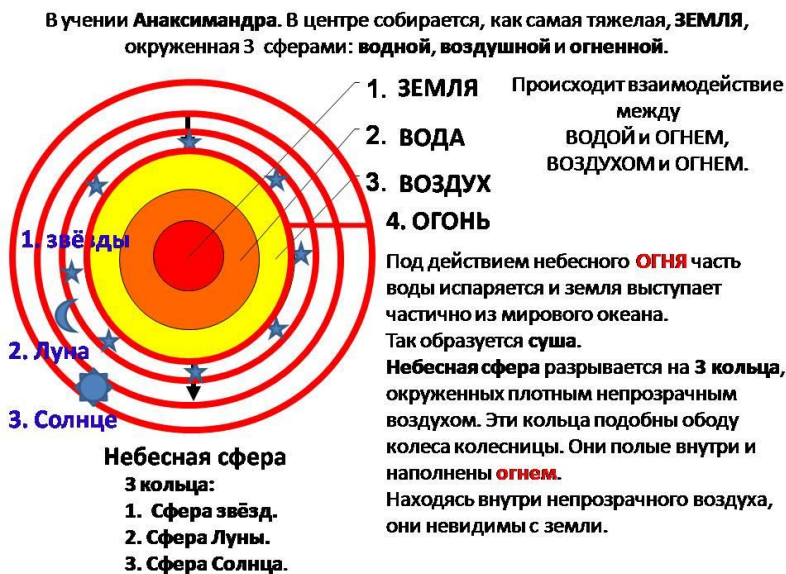 В учении Анаксимандра. В центре собирается, как самая тяжелая, ЗЕМЛЯ,
окруженная 3 сферами: водной, воздушной и огненной.
1. ЗЕМЛЯ
2. ВОДА
3. ВОЗДУХ
4. ОГОНЬ
Происходит взаимодействие
между
ВОДОЙ и ОГНЕМ,
ВОЗДУХОМ и ОГНЕМ.
1. звёзды
2. Луна
3. Солнце
Под действием небесного ОГНЯ часть
воды испаряется и земля выступает
частично из мирового океана.
Так образуется суша.
Небесная сфера разрывается на 3 кольца,
окруженных плотным непрозрачным
воздухом. Эти кольца подобны ободу
колеса колесницы. Они полые внутри и
наполнены огнем.
Находясь внутри непрозрачного воздуха,
они невидимы с земли.
Небесная сфера
3 кольца:
1. Сфера звёзд.
2. Сфера Луны.
3. Сфера Солнца.